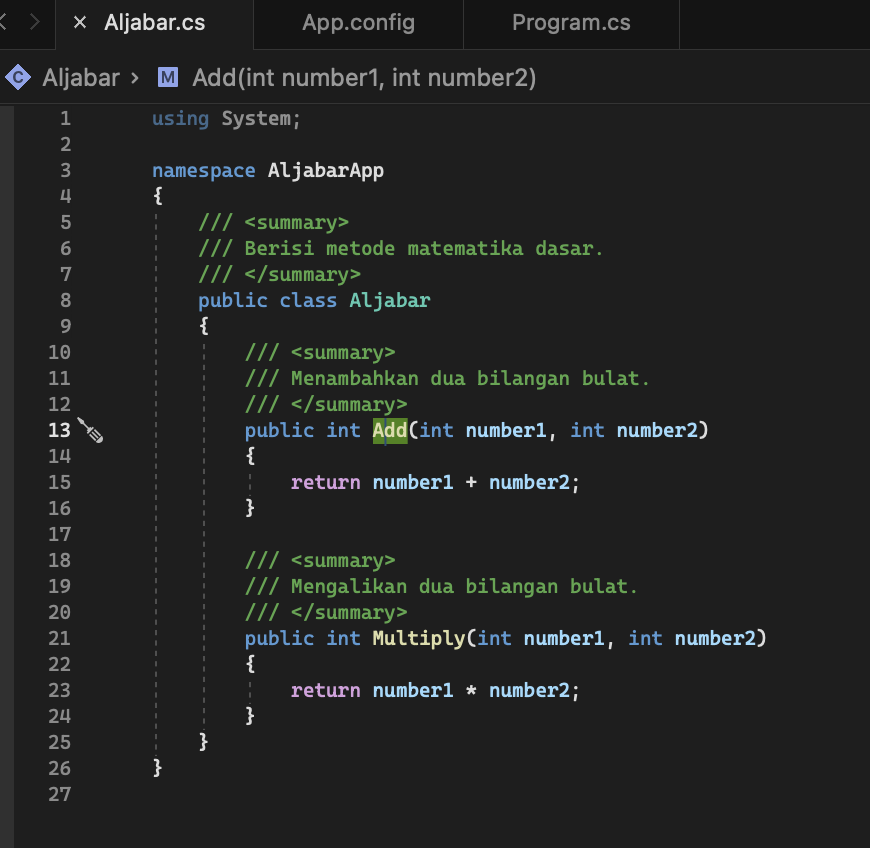 Aljabar.cs App.config Program.cs
Aljabar › M Add(int number1, int number2)
1 using System;
2
3 namespace AljabarApp
4 {
5 /// <summary>
6 /// Berisi metode matematika dasar.
7 /// </summary>
8 public class Aljabar
9 {
10 /// <summary>
11 /// Menambahkan dua bilangan bulat.
12 /// </summary>
13 public int Add(int number1, int number2)
14 {
15 return number1 + number2;
16 }
17
18 /// <summary>
19 /// Mengalikan dua bilangan bulat.
20 /// </summary>
21 public int Multiply(int number1, int number2)
22 {
23 return number1 * number2;
24 }
25 }
26 }
27